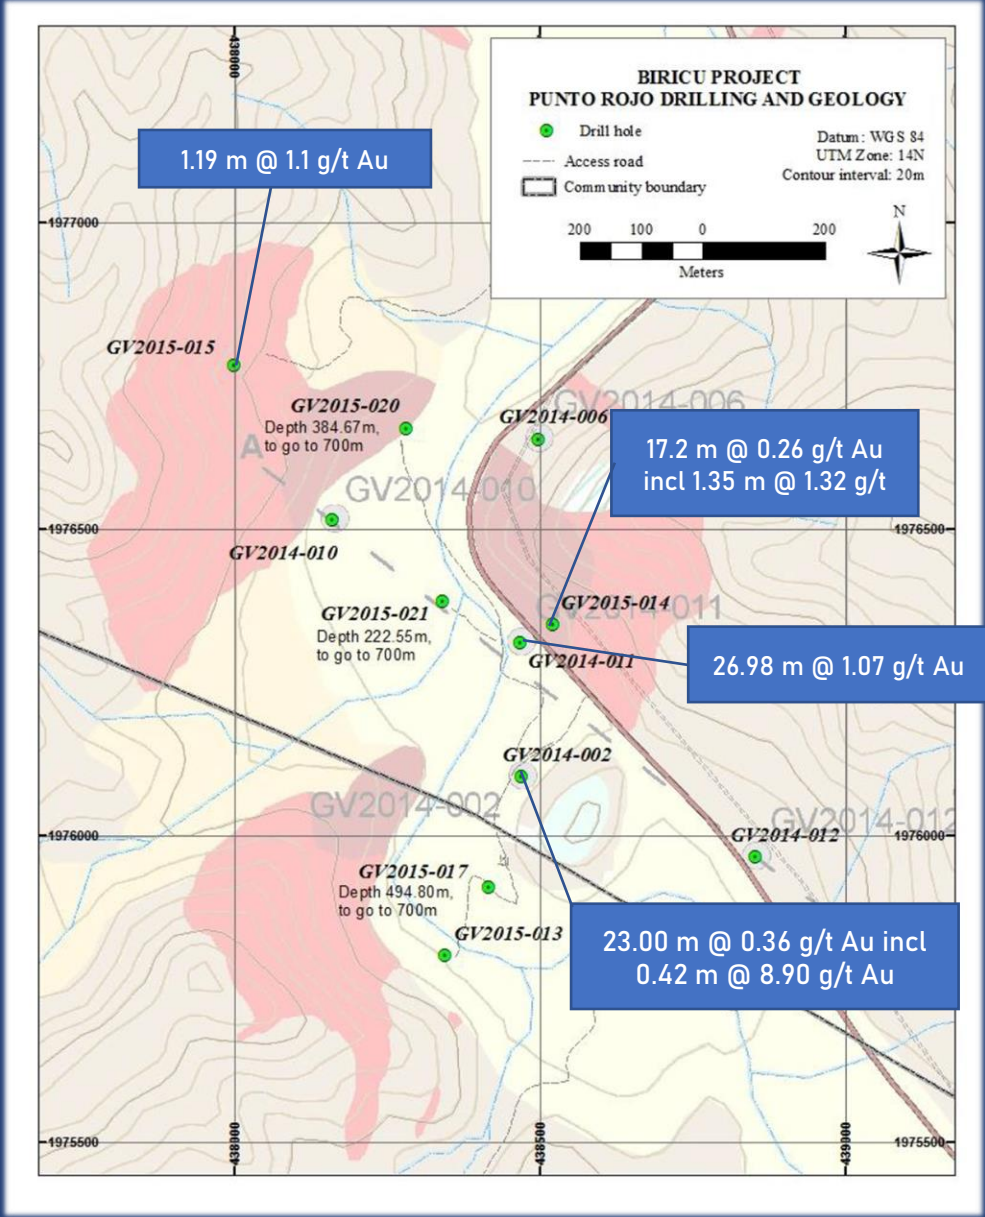 438000
BIRICU PROJECT
PUNTO ROJO DRILLING AND GEOLOGY
Drill hole
Access road
Community boundary
Datum: WGS 84
UTM Zone: 14N
Contour interval: 20m
N
200 100 0 200
Meters
1.19 m @ 1.1 g/t Au
1977000
GV2015-015
GV2015-020
Depth 384.67m,
to go to 700m
A
GV2014-006
GV2014-006
17.2 m @ 0.26 g/t Au
incl 1.35 m @ 1.32 g/t
GV2014-010
1976500
1976500
GV2014-010
GV2015-021
Depth 222.55m,
to go to 700m
GV2015-014
GV2014-011
GV2014-011
26.98 m @ 1.07 g/t Au
GV2014-002
GV2014-002
GV2014-012
GV2014-012
1976000
1976000
GV2015-017
Depth 494.80m,
to go to 700m
GV2015-013
23.00 m @ 0.36 g/t Au incl
0.42 m @ 8.90 g/t Au
1975500
1975500
438000
438500
439000